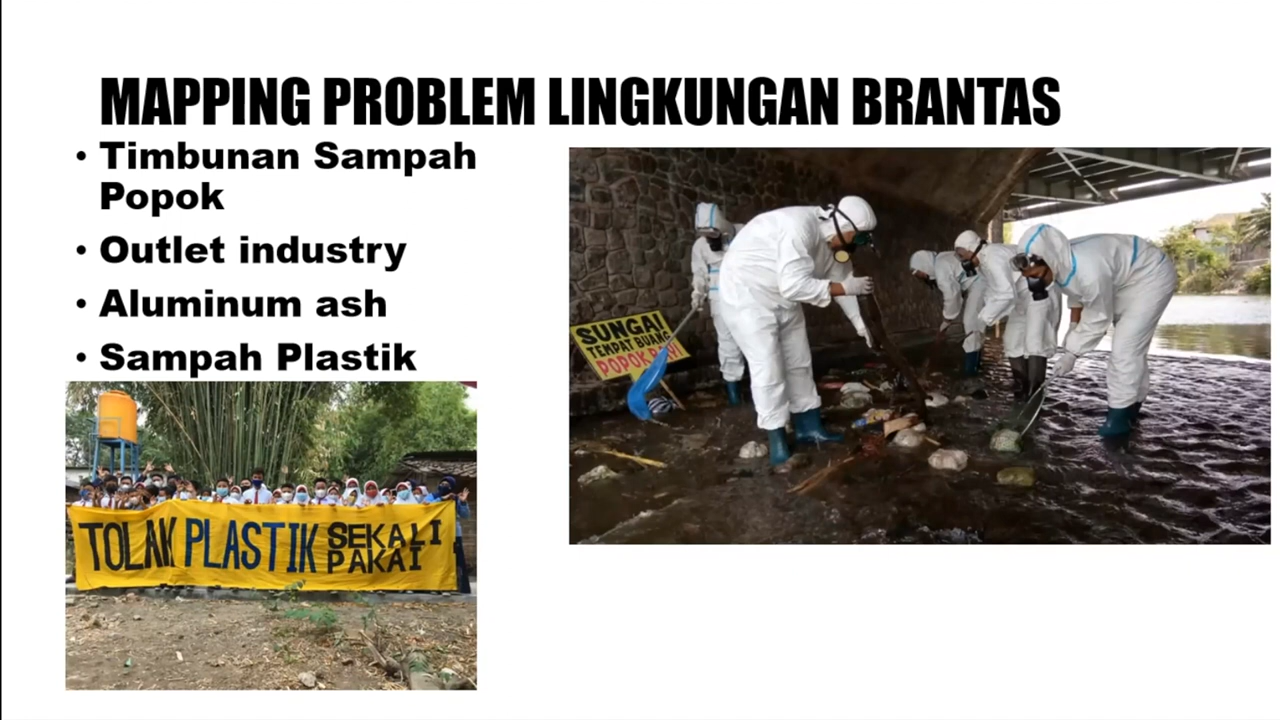 MAPPING PROBLEM LINGKUNGAN BRANTAS
• Timbunan Sampah
Popok
• Outlet industry
• Aluminum ash
• Sampah Plastik
SUNGAI
TEMPAT BUANG
POPOK
TOLAK PLASTIK SEKALI
PAKAI